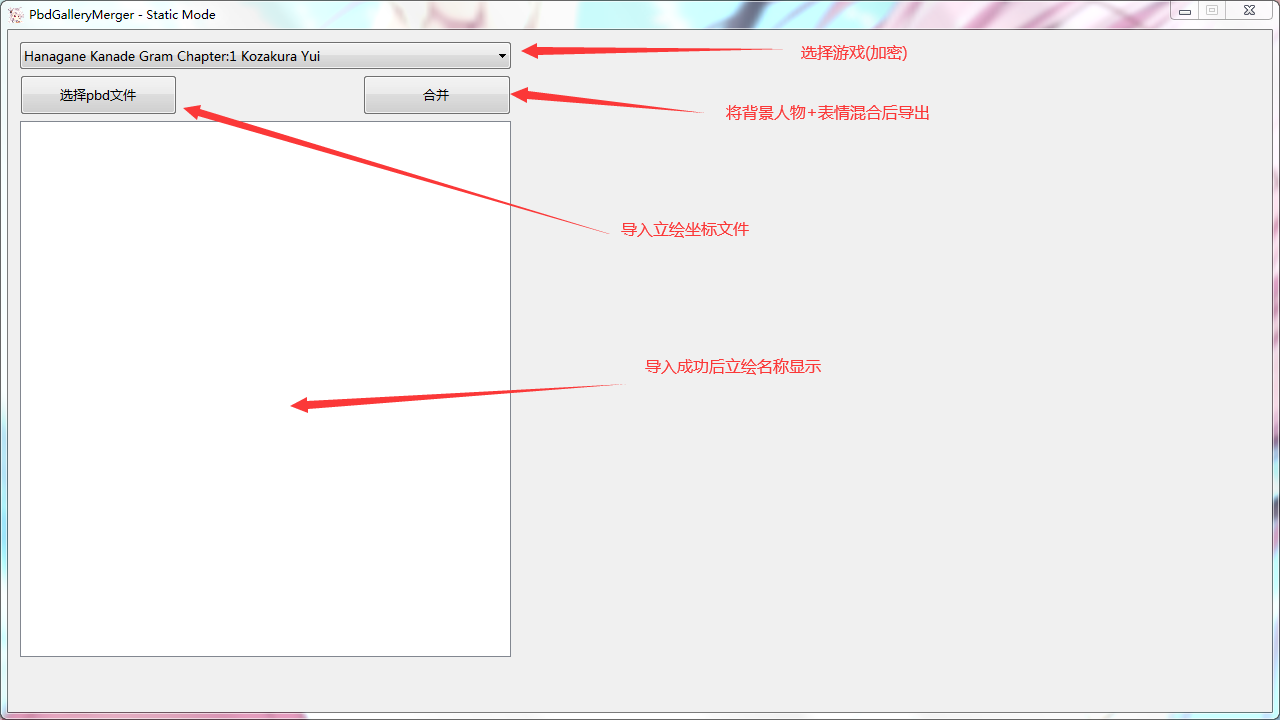 PbdGalleryMerger - Static Mode
Hanagane Kanade Gram Chapter:1 Kozakura Yui
选择游戏(加密)
选择pbd文件
合并
将背景人物+表情混合后导出
导入立绘坐标文件
导入成功后立绘名称显示